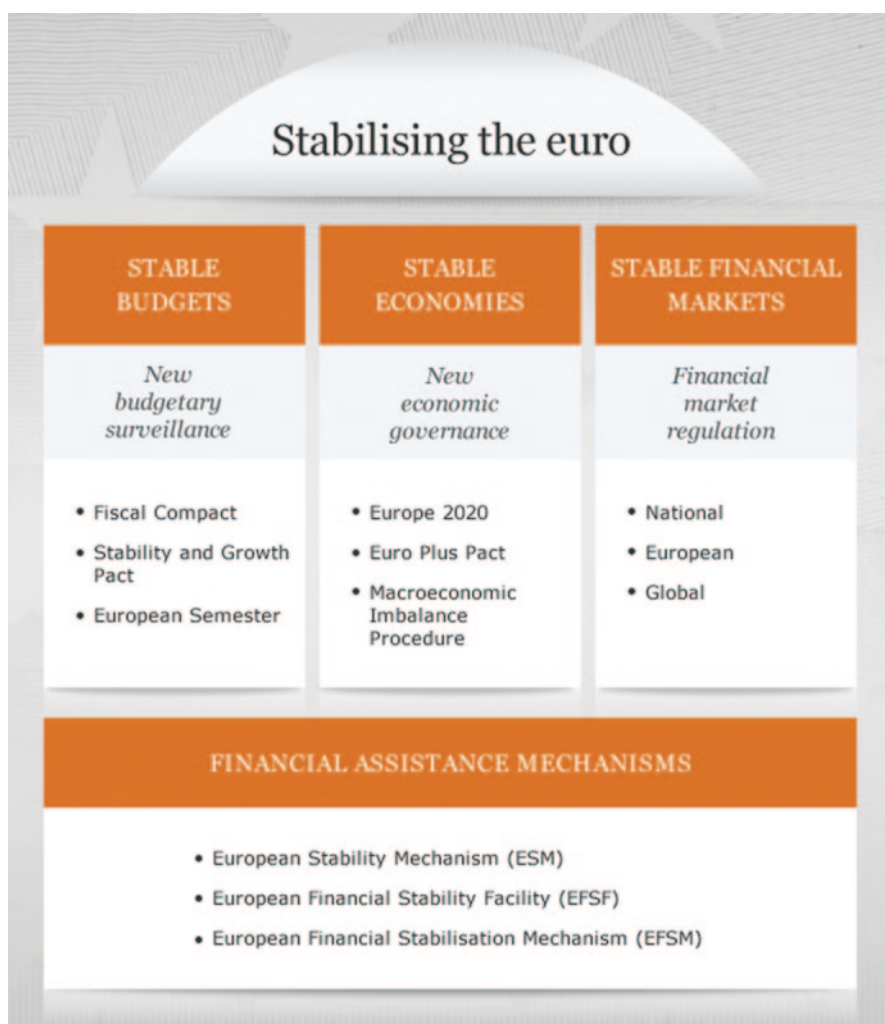 Stabilising the euro
STABLE
BUDGETS
New
budgetary
surveillance
• Fiscal Compact
• Stability and Growth
Pact
• European Semester
STABLE
ECONOMIES
New
economic
governance
• Europe 2020
• Euro Plus Pact
• Macroeconomic
Imbalance
Procedure
STABLE FINANCIAL
MARKETS
Financial
market
regulation
• National
• European
• Global
FINANCIAL ASSISTANCE MECHANISMS
• European Stability Mechanism (ESM)
• European Financial Stability Facility (EFSF)
• European Financial Stabilisation Mechanism (EFSM)